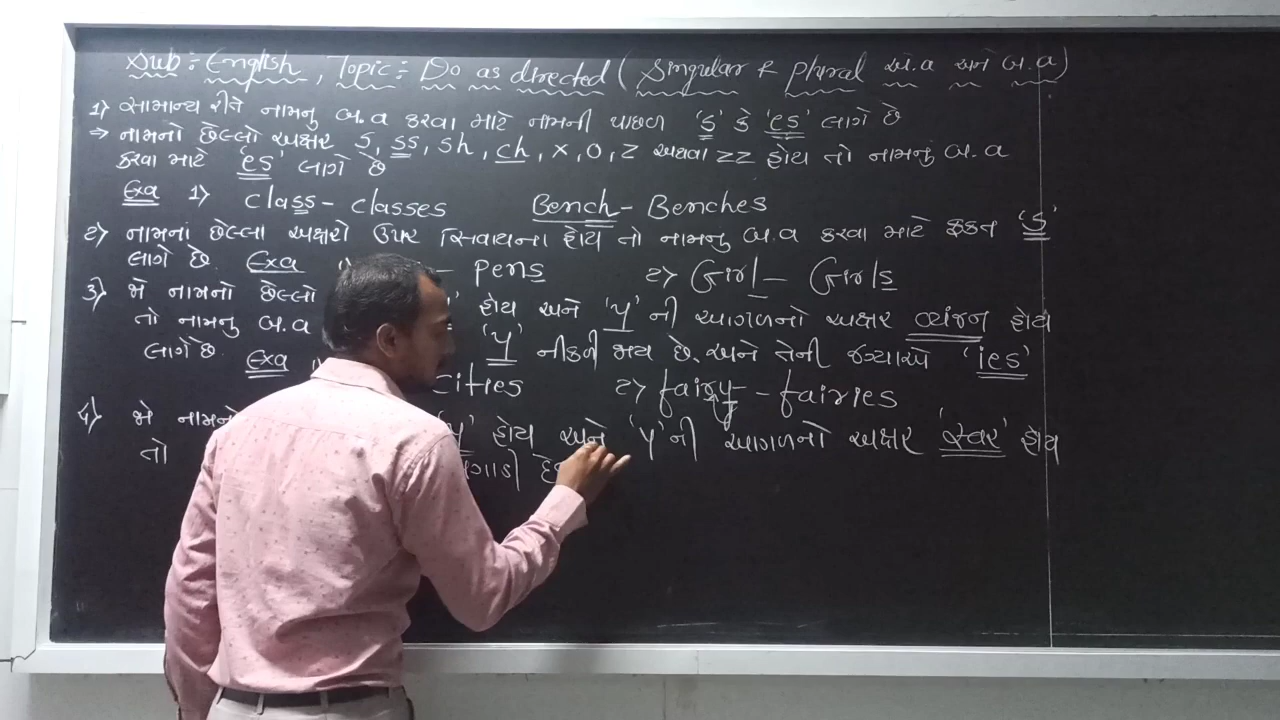 Sub : English, Topic : Do as directed ( Singular & Plural એ.વ અને બ.વ )
1) સામાન્ય રીતે નામનુ બ.વ કરવા માટે નામની પાછળ 's' કે 'es' લાગે છે
⇒ નામનો છેલ્લો અક્ષર s, ss, sh, ch, x, o, z અથવા zz હોય તો નામનું બ.વ
કરવા માટે 'es' લાગે છે
Exa 1) class - classes Bench - Benches
2) નામનાં છેલ્લા અક્ષરો ઉપર સિવાયના હોય તો નામનુ બ.વ કરવા માટે ફક્ત 's'
લાગે છે. Exa - pens 2) Girl - Girls
3) જે નામનો છેલ્લો હોય અને 'y' ની આગળનો અક્ષર વ્યંજન હોય
તો નામનુ બ.વ 'y' નીકળી જાય છે. અને તેની જગ્યાએ 'ies'
લાગે છે. Exa cities 2) fairy - fairies
4) જે નામનો 'y' હોય અને 'y' ની આગળનો અક્ષર 'સ્વર' હોય
તો